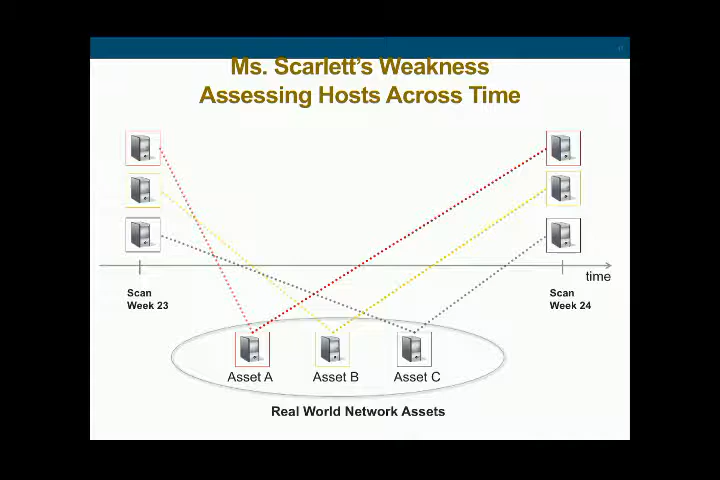 Ms. Scarlett's Weakness
Assessing Hosts Across Time
time
Scan
Week 23
Scan
Week 24
Asset A
Asset B
Asset C
Real World Network Assets